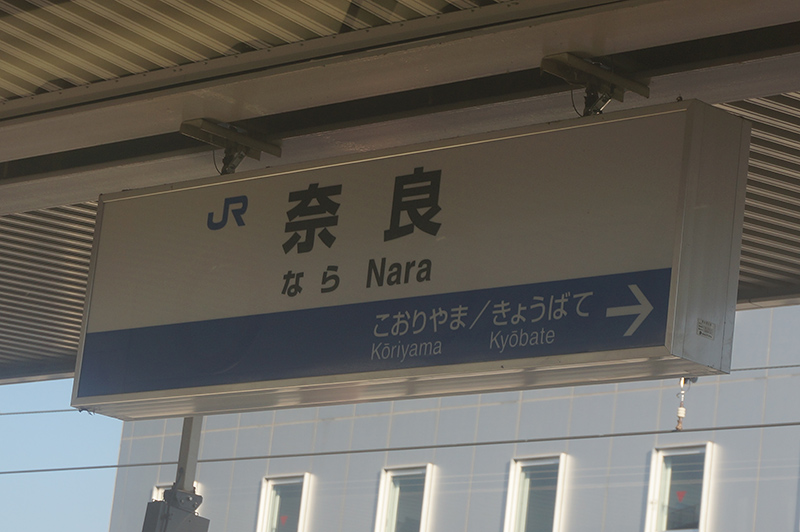 JR 奈良
なら Nara
こおりやま/きょうばて →
Kōriyama Kyōbate